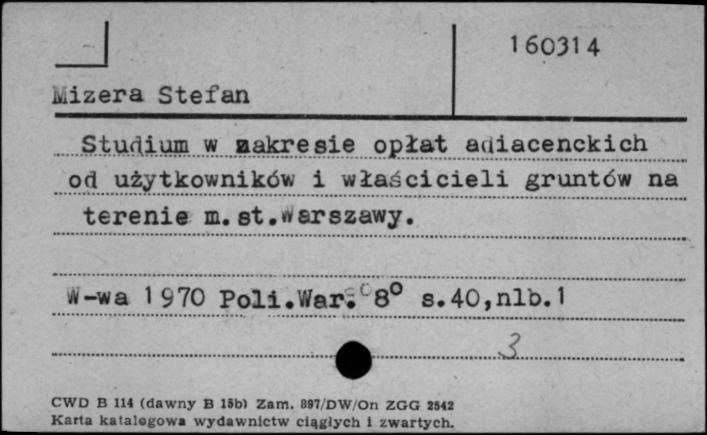 160314
Mizera Stefan
Studium w zakresie opłat adiacenckich
od użytkowników i właścicieli gruntów na
terenie m.st.Warszawy.
W-wa 1970 Poli.War. 8° s.40,nlb.1
3
CWD B 114 (dawny B 15b) Zam. 897/DW/On ZGG 2542
Karta katalogowa wydawnictw ciągłych i zwartych.